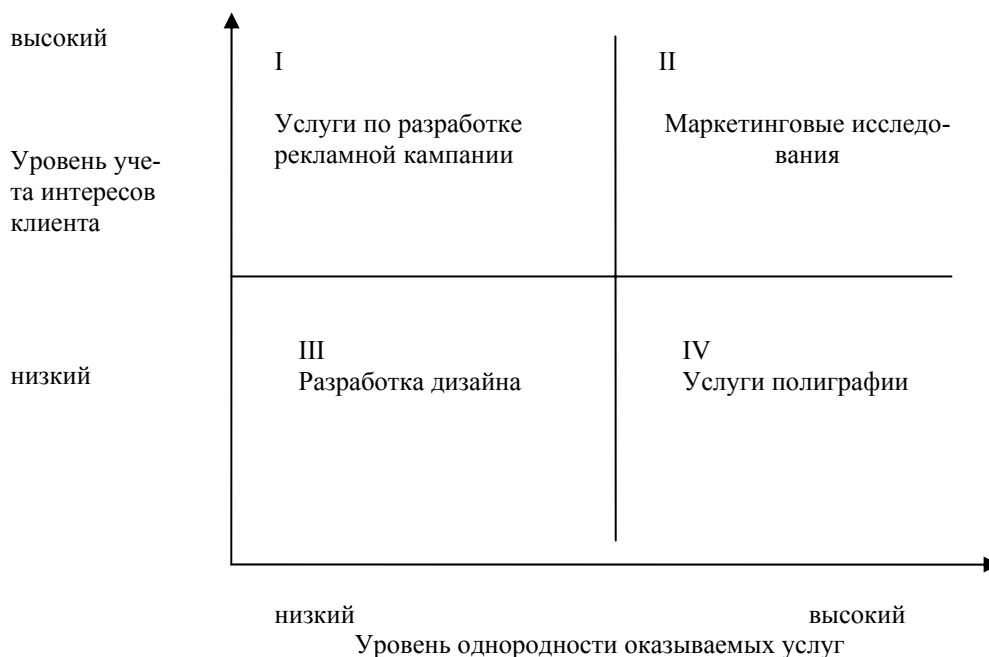 высокий
I
II
Услуги по разработке
рекламной кампании
Маркетинговые исследо-
вания
Уровень уче-
та интересов
клиента
III
Разработка дизайна
IV
Услуги полиграфии
низкий
низкий
высокий
Уровень однородности оказываемых услуг